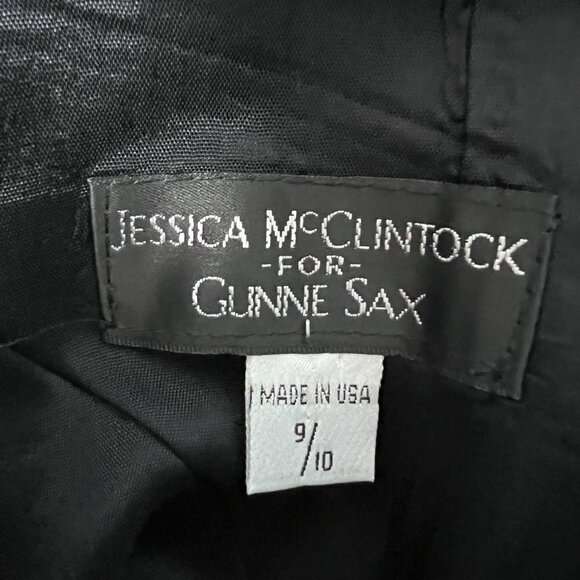 JESSICA McCLINTOCK
-FOR-
GUNNE SAX
MADE IN USA
9/10